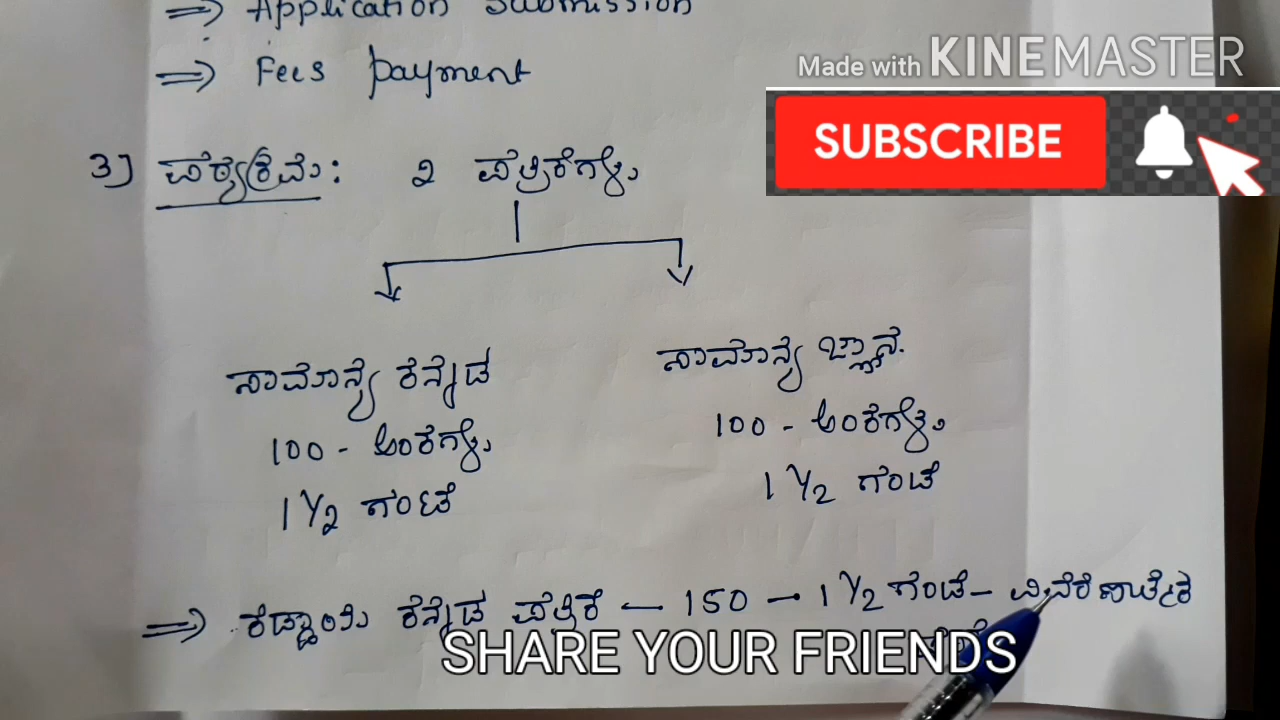 ⇒ Application Submission
⇒ Fees payment
Made with KINEMASTER
SUBSCRIBE
3) ಪಠ್ಯಕ್ರಮ : 2 ಪತ್ರಿಕೆಗಳು
ಸಾಮಾನ್ಯ ಕನ್ನಡ
100 - ಅಂಕಗಳು
1 1/2 ಗಂಟೆ
ಸಾಮಾನ್ಯ ಜ್ಞಾನ.
100 - ಅಂಕಗಳು
1 1/2 ಗಂಟೆ
⇒ ಕಡ್ಡಾಯ ಕನ್ನಡ ಪತ್ರಿಕೆ — 150 — 1 1/2 ಗಂಟೆ —
SHARE YOUR FRIENDS